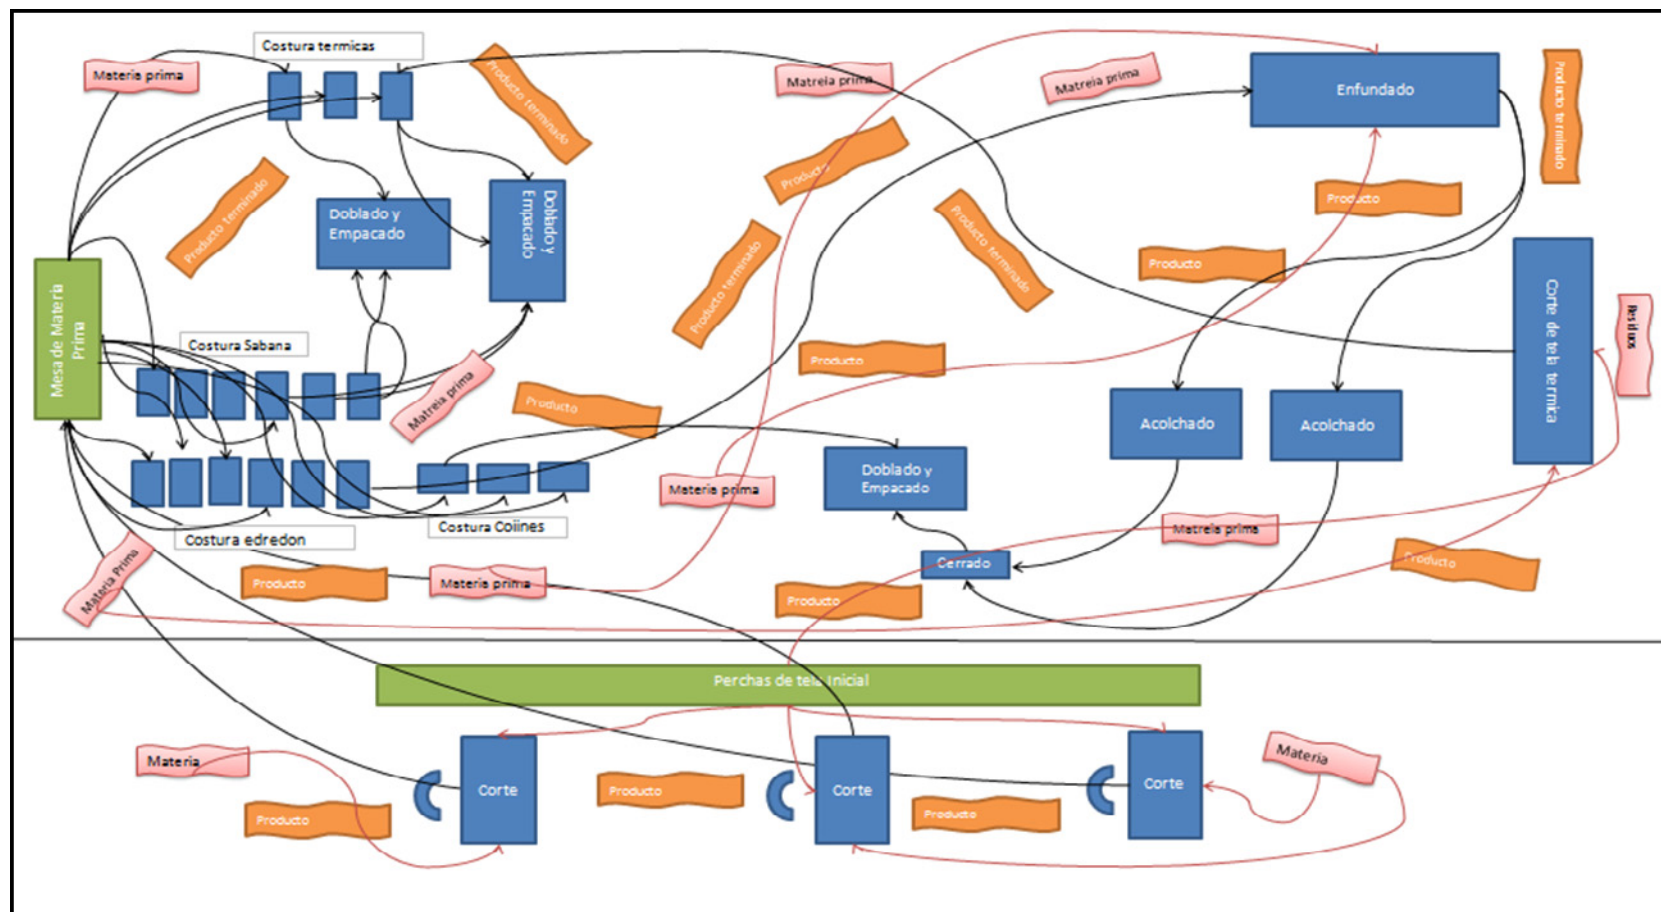 Costura termicas
Materia prima
Producto terminado
Matreia prima
Matreia prima
Enfundado
Producto terminado
Producto
Producto terminado
Doblado y
Empacado
Doblado y
Empacado
Producto terminado
Producto
Producto terminado
Producto
Mesa de Materia
Prima
Corte de tela termica
Residuos
Costura Sabana
Matreia prima
Producto
Producto
Acolchado
Acolchado
Doblado y
Empacado
Materia prima
Costura Cojines
Costura edredon
Matreia prima
Producto
Cerrado
Materia Prima
Producto
Materia prima
Producto
Perchas de tela Inicial
Materia
Corte
Producto
Corte
Corte
Materia
Producto
Producto